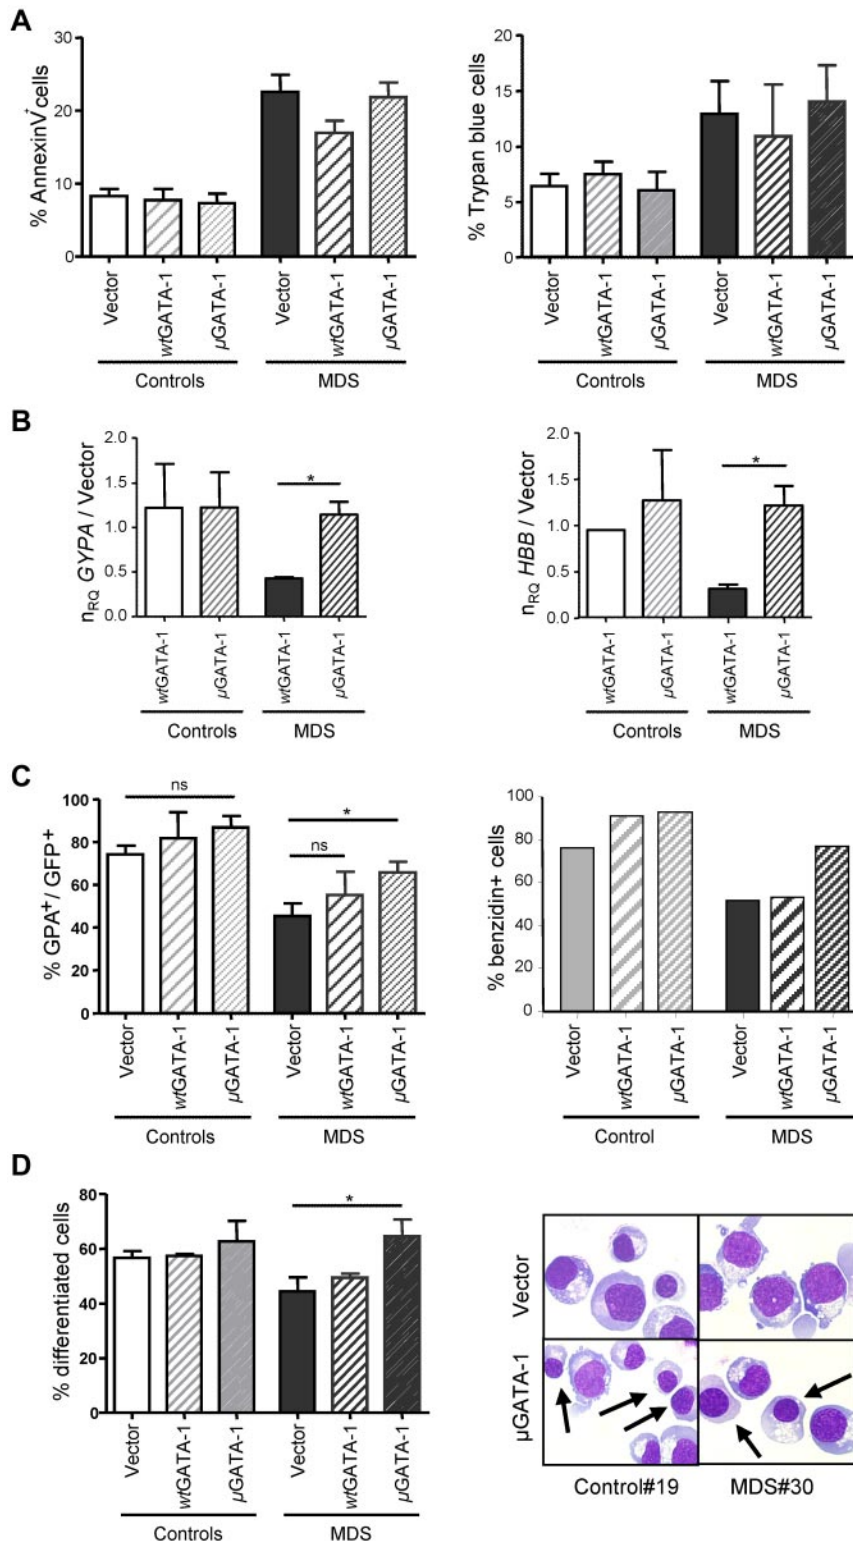 A
30
20
10
0
% AnnexinV⁺cells
Vector
wtGATA-1
µGATA-1
Vector
wtGATA-1
µGATA-1
Controls
MDS
20
15
10
5
0
% Trypan blue cells
Vector
wtGATA-1
µGATA-1
Vector
wtGATA-1
µGATA-1
Controls
MDS
B
2.0
1.5
1.0
0.5
0.0
nRQ GYPA / Vector
*
wtGATA-1
µGATA-1
wtGATA-1
µGATA-1
Controls
MDS
2.0
1.5
1.0
0.5
0.0
nRQ HBB / Vector
*
wtGATA-1
µGATA-1
wtGATA-1
µGATA-1
Controls
MDS
C
100
80
60
40
20
0
% GPA⁺/ GFP⁺
ns
*
ns
Vector
wtGATA-1
µGATA-1
Vector
wtGATA-1
µGATA-1
Controls
MDS
100
80
60
40
20
0
% benzidin+ cells
Vector
wtGATA-1
µGATA-1
Vector
wtGATA-1
µGATA-1
Control
MDS
D
80
60
40
20
0
% differentiated cells
*
Vector
wtGATA-1
µGATA-1
Vector
wtGATA-1
µGATA-1
Controls
MDS
Vector
µGATA-1
Control#19
MDS#30